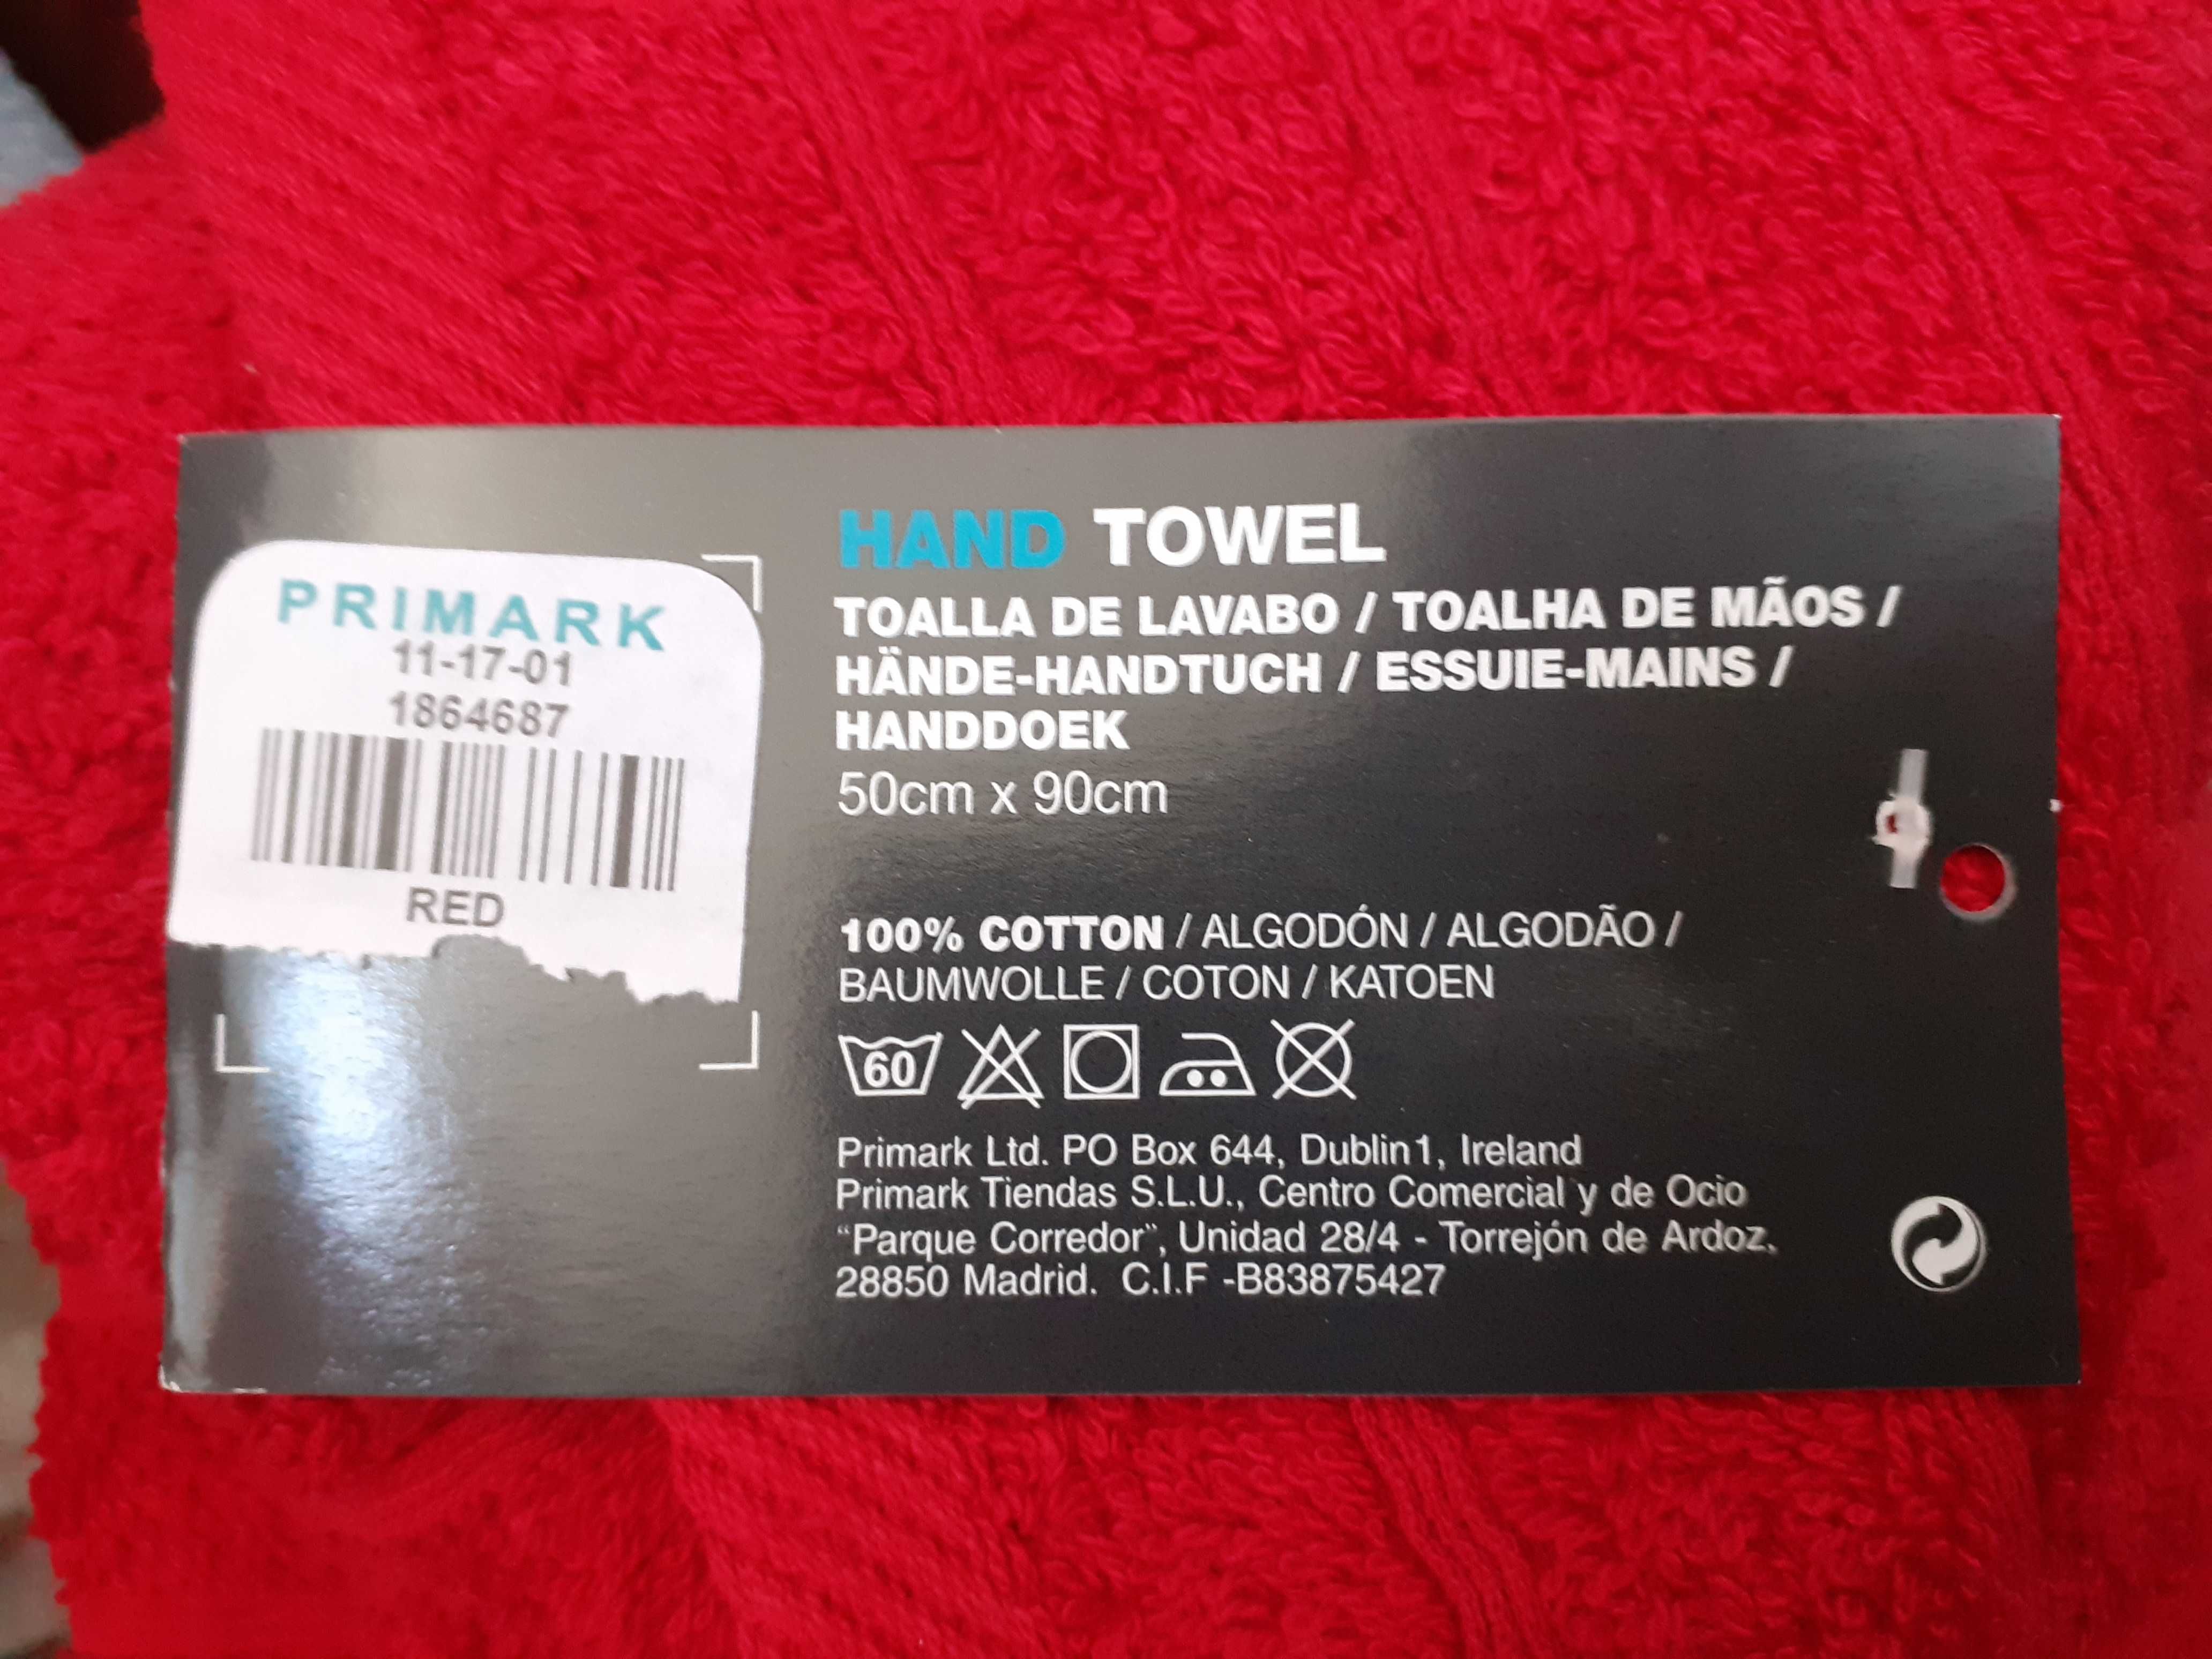 PRIMARK
11-17-01
1864687
RED
HAND TOWEL
TOALLA DE LAVABO / TOALHA DE MÃOS /
HÄNDE-HANDTUCH / ESSUIE-MAINS /
HANDDOEK
50cm x 90cm
100% COTTON / ALGODÓN / ALGODÃO /
BAUMWOLLE / COTON / KATOEN
60
Primark Ltd. PO Box 644, Dublin1, Ireland
Primark Tiendas S.L.U., Centro Comercial y de Ocio
“Parque Corredor”, Unidad 28/4 - Torrejón de Ardoz,
28850 Madrid. C.I.F -B83875427